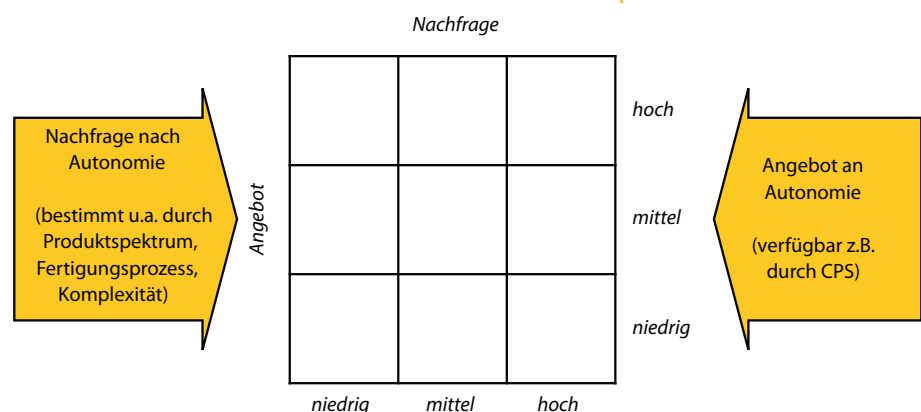 Nachfrage
Nachfrage nach
Autonomie
(bestimmt u.a. durch
Produktspektrum,
Fertigungsprozess,
Komplexität)
Angebot
hoch
mittel
niedrig
Angebot an
Autonomie
(verfügbar z.B.
durch CPS)
niedrig
mittel
hoch